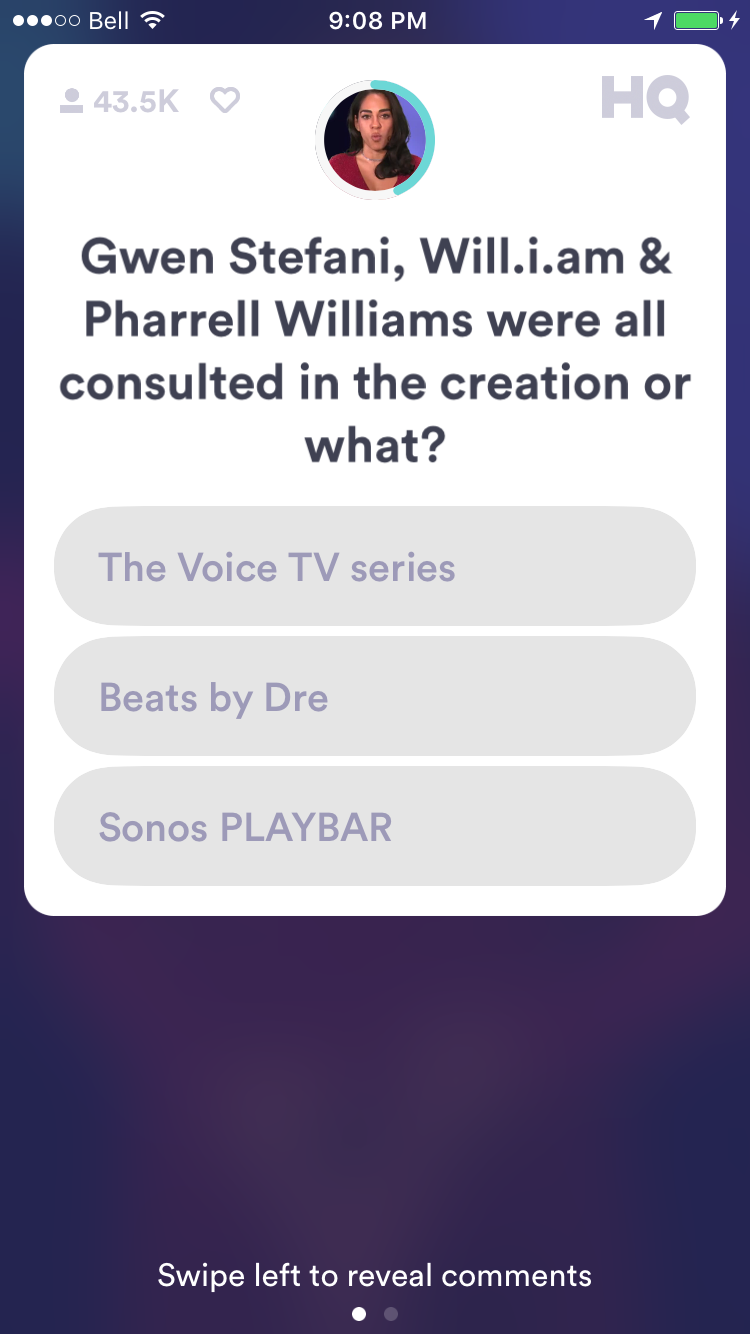 Bell 9:08 PM
43.5K HQ
Gwen Stefani, Will.i.am &
Pharrell Williams were all
consulted in the creation or
what?
The Voice TV series
Beats by Dre
Sonos PLAYBAR
Swipe left to reveal comments